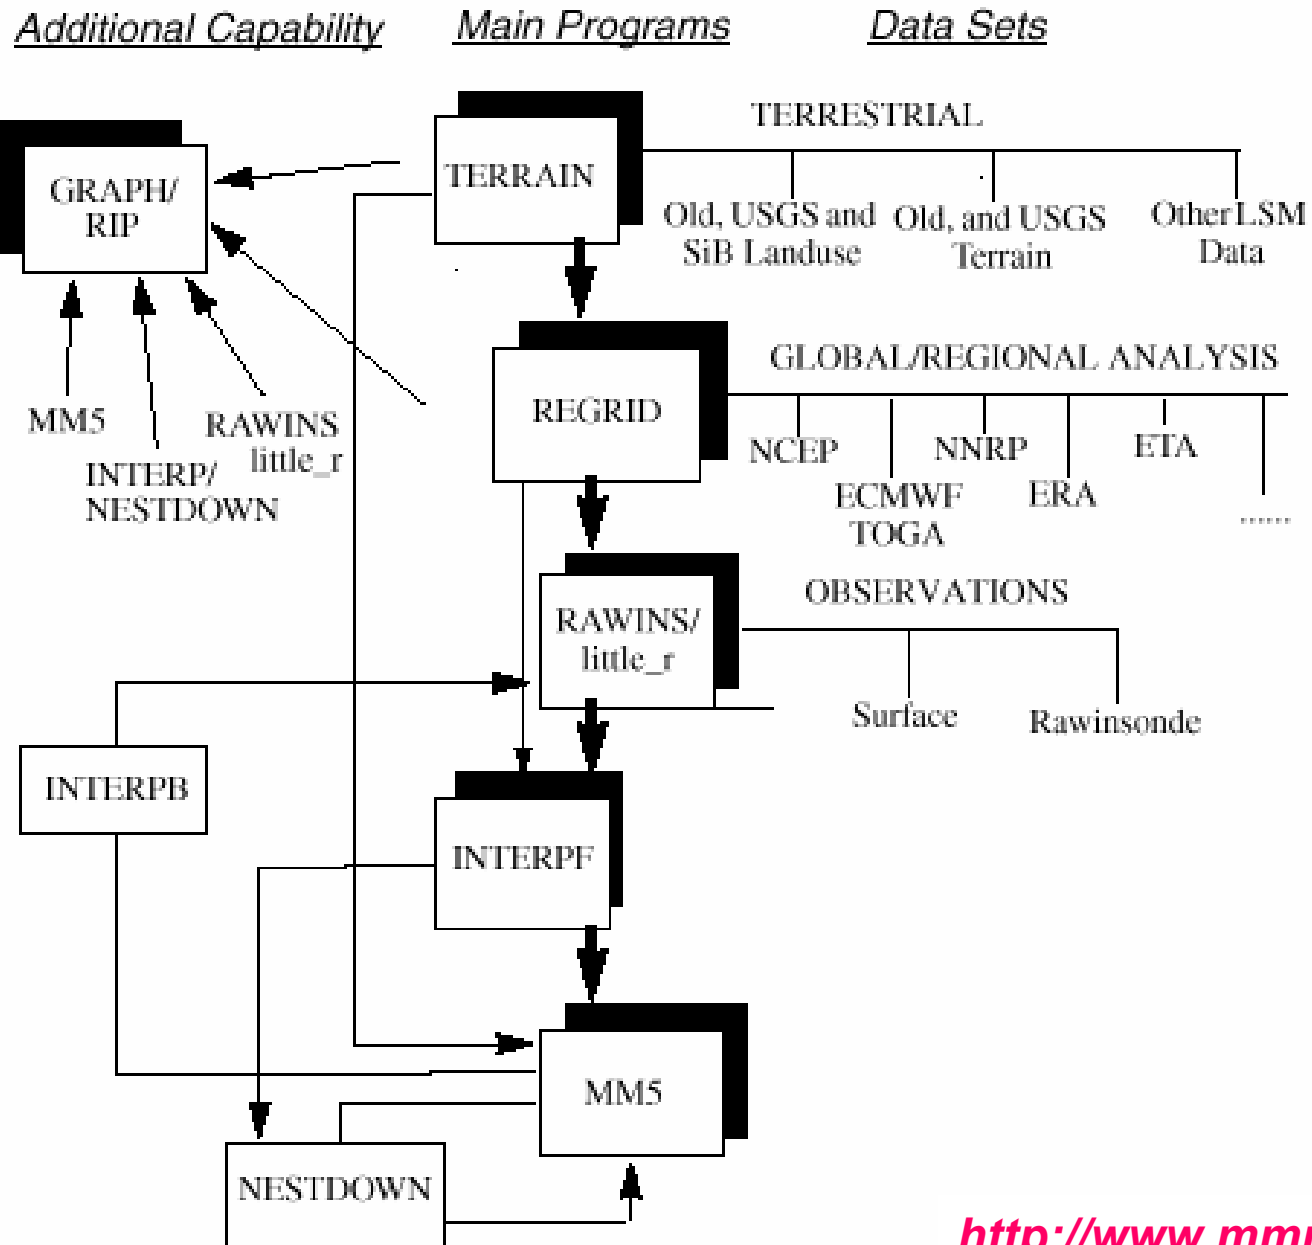 Additional Capability
Main Programs
Data Sets
TERRESTRIAL
GRAPH/
RIP
TERRAIN
Old, USGS and
SiB Landuse
Old, and USGS
Terrain
Other LSM
Data
GLOBAL/REGIONAL ANALYSIS
REGRID
MM5
RAWINS
little_r
INTERP/
NESTDOWN
NCEP
ECMWF
TOGA
NNRP
ERA
ETA
......
OBSERVATIONS
RAWINS/
little_r
Surface
Rawinsonde
INTERPB
INTERPF
MM5
NESTDOWN